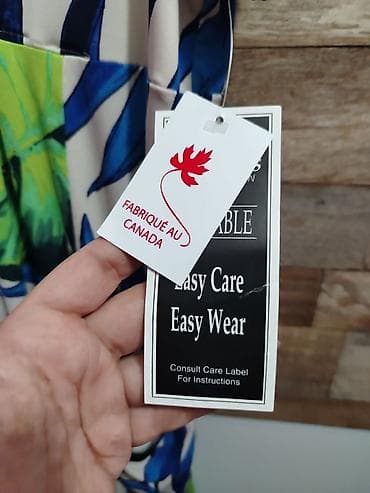 FABRIQUÉ AU
CANADA
Easy Care
Easy Wear
Consult Care Label
For Instructions